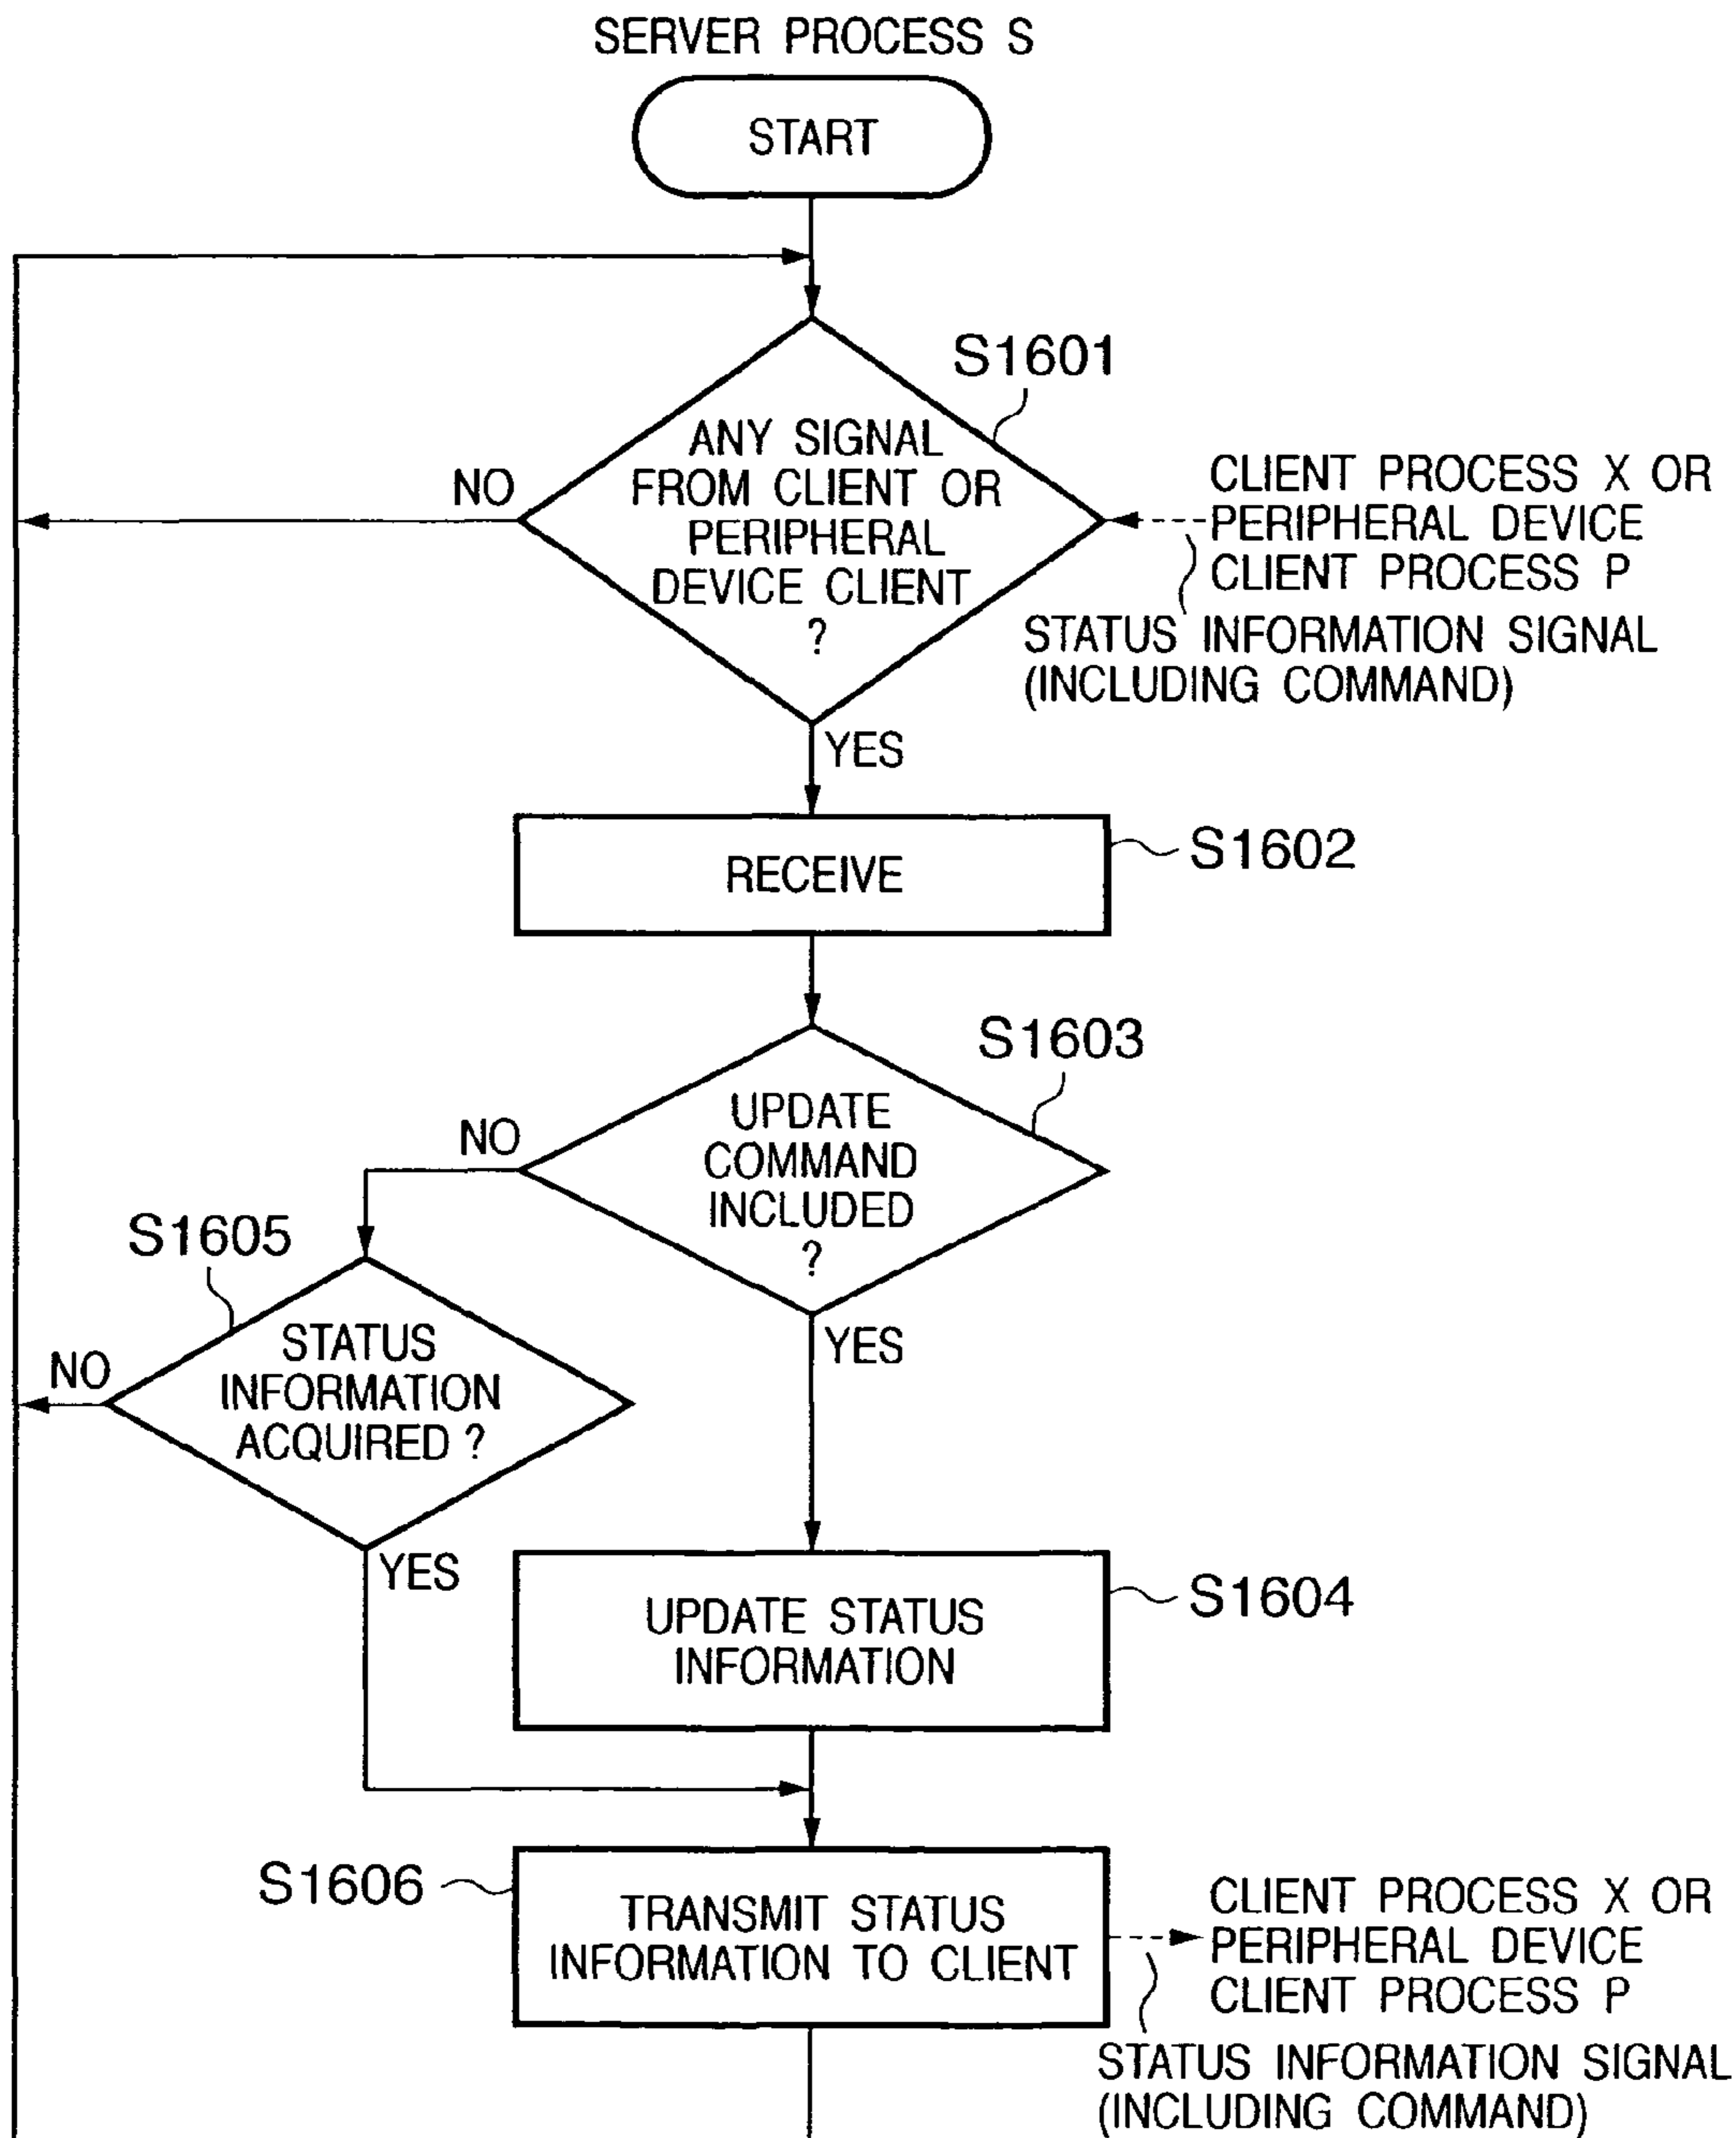 SERVER PROCESS S
START
S1601
ANY SIGNAL
FROM CLIENT OR
PERIPHERAL
DEVICE CLIENT
?
NO
CLIENT PROCESS X OR
PERIPHERAL DEVICE
CLIENT PROCESS P
STATUS INFORMATION SIGNAL
(INCLUDING COMMAND)
YES
RECEIVE
S1602
S1603
UPDATE
COMMAND
INCLUDED
?
NO
YES
S1605
STATUS
INFORMATION
ACQUIRED ?
NO
YES
UPDATE STATUS
INFORMATION
S1604
S1606
TRANSMIT STATUS
INFORMATION TO CLIENT
CLIENT PROCESS X OR
PERIPHERAL DEVICE
CLIENT PROCESS P
STATUS INFORMATION SIGNAL
(INCLUDING COMMAND)